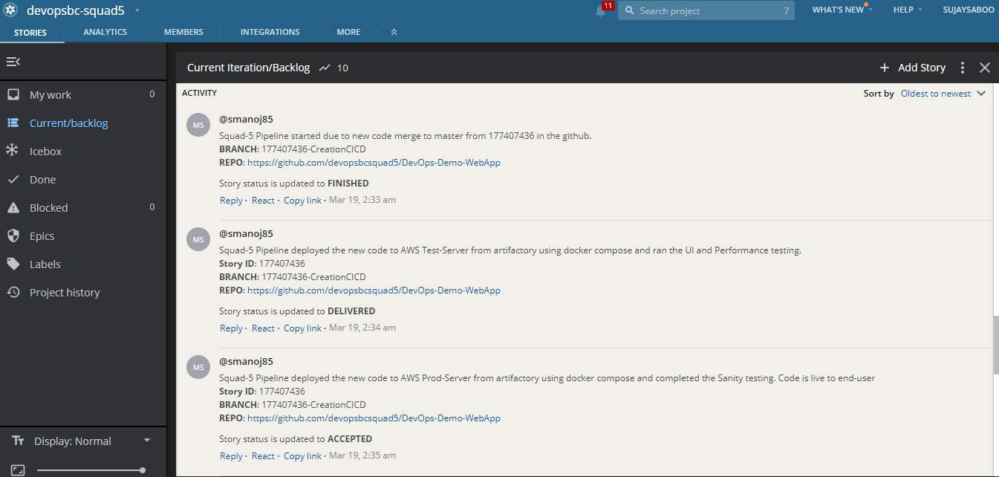 devopsbc-squad5
11
Search project ?
WHAT'S NEW
HELP
SUJAYSABOO
STORIES
ANALYTICS
MEMBERS
INTEGRATIONS
MORE
My work 0
Current/backlog
Icebox
Done
Blocked 0
Epics
Labels
Project history
Display: Normal
Current Iteration/Backlog 10
+ Add Story
ACTIVITY
Sort by Oldest to newest
MS
@smanoj85
Squad-5 Pipeline started due to new code merge to master from 177407436 in the github.
BRANCH: 177407436-CreationCICD
REPO: https://github.com/devopsbcsquad5/DevOps-Demo-WebApp
Story status is updated to FINISHED
Reply · React · Copy link · Mar 19, 2:33 am
MS
@smanoj85
Squad-5 Pipeline deployed the new code to AWS Test-Server from artifactory using docker compose and ran the UI and Performance testing.
Story ID: 177407436
BRANCH: 177407436-CreationCICD
REPO: https://github.com/devopsbcsquad5/DevOps-Demo-WebApp
Story status is updated to DELIVERED
Reply · React · Copy link · Mar 19, 2:34 am
MS
@smanoj85
Squad-5 Pipeline deployed the new code to AWS Prod-Server from artifactory using docker compose and completed the Sanity testing. Code is live to end-user
Story ID: 177407436
BRANCH: 177407436-CreationCICD
REPO: https://github.com/devopsbcsquad5/DevOps-Demo-WebApp
Story status is updated to ACCEPTED
Reply · React · Copy link · Mar 19, 2:35 am